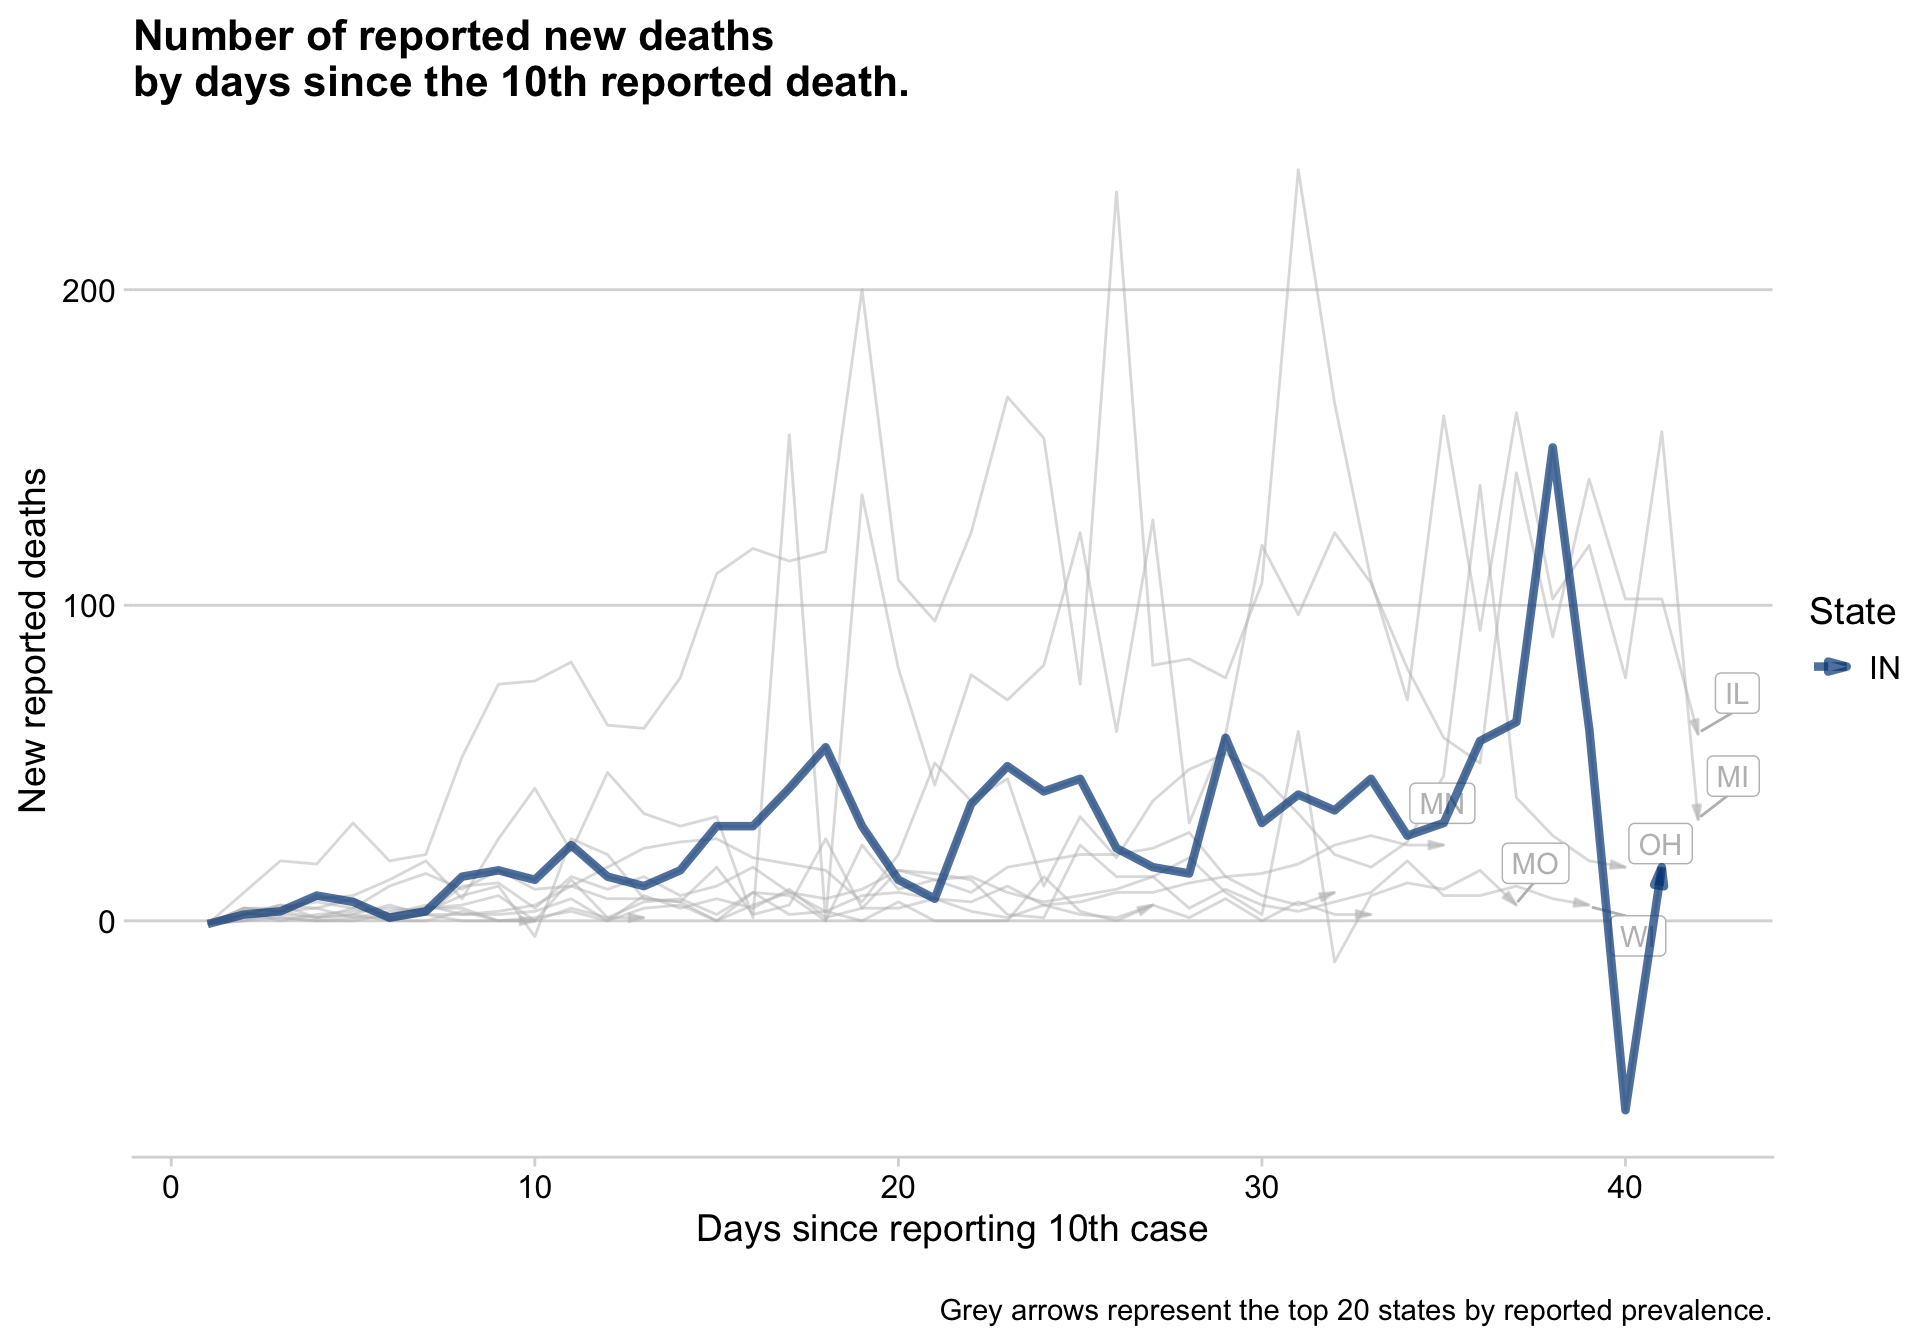 Number of reported new deaths
by days since the 10th reported death.
New reported deaths
200
100
0
IL
MI
MN
OH
MO
WI
State
IN
0 10 20 30 40
Days since reporting 10th case
Grey arrows represent the top 20 states by reported prevalence.